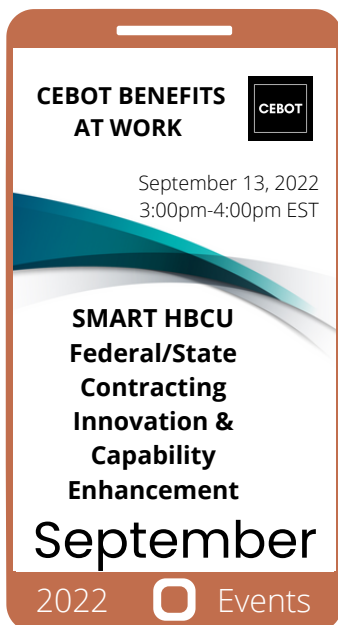 CEBOT BENEFITS
AT WORK
CEBOT
September 13, 2022
3:00pm-4:00pm EST
SMART HBCU
Federal/State
Contracting
Innovation &
Capability
Enhancement
September
2022 Events